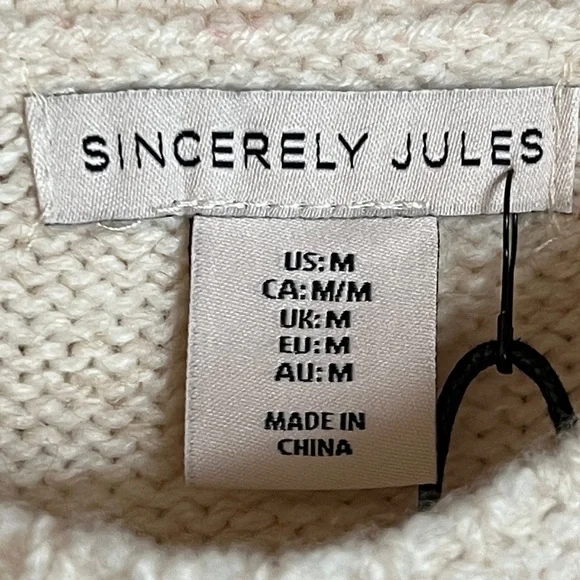 SINCERELY JULES
US: M
CA: M/M
UK: M
EU: M
AU: M
MADE IN
CHINA